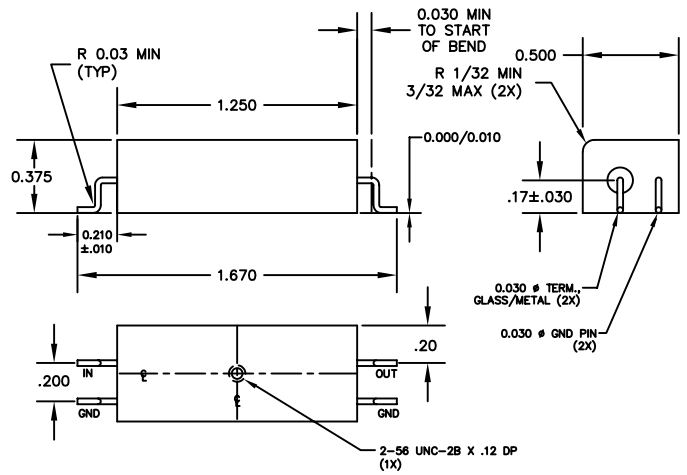 0.030 MIN
TO START
OF BEND
R 0.03 MIN
(TYP)
0.500
R 1/32 MIN
3/32 MAX (2X)
1.250
0.000/0.010
0.375
.17±.030
0.210
±.010
1.670
0.030 ø TERM.,
GLASS/METAL (2X)
0.030 ø GND PIN
(2X)
.20
IN
OUT
.200
℄
℄
GND
GND
2-56 UNC-2B X .12 DP
(1X)